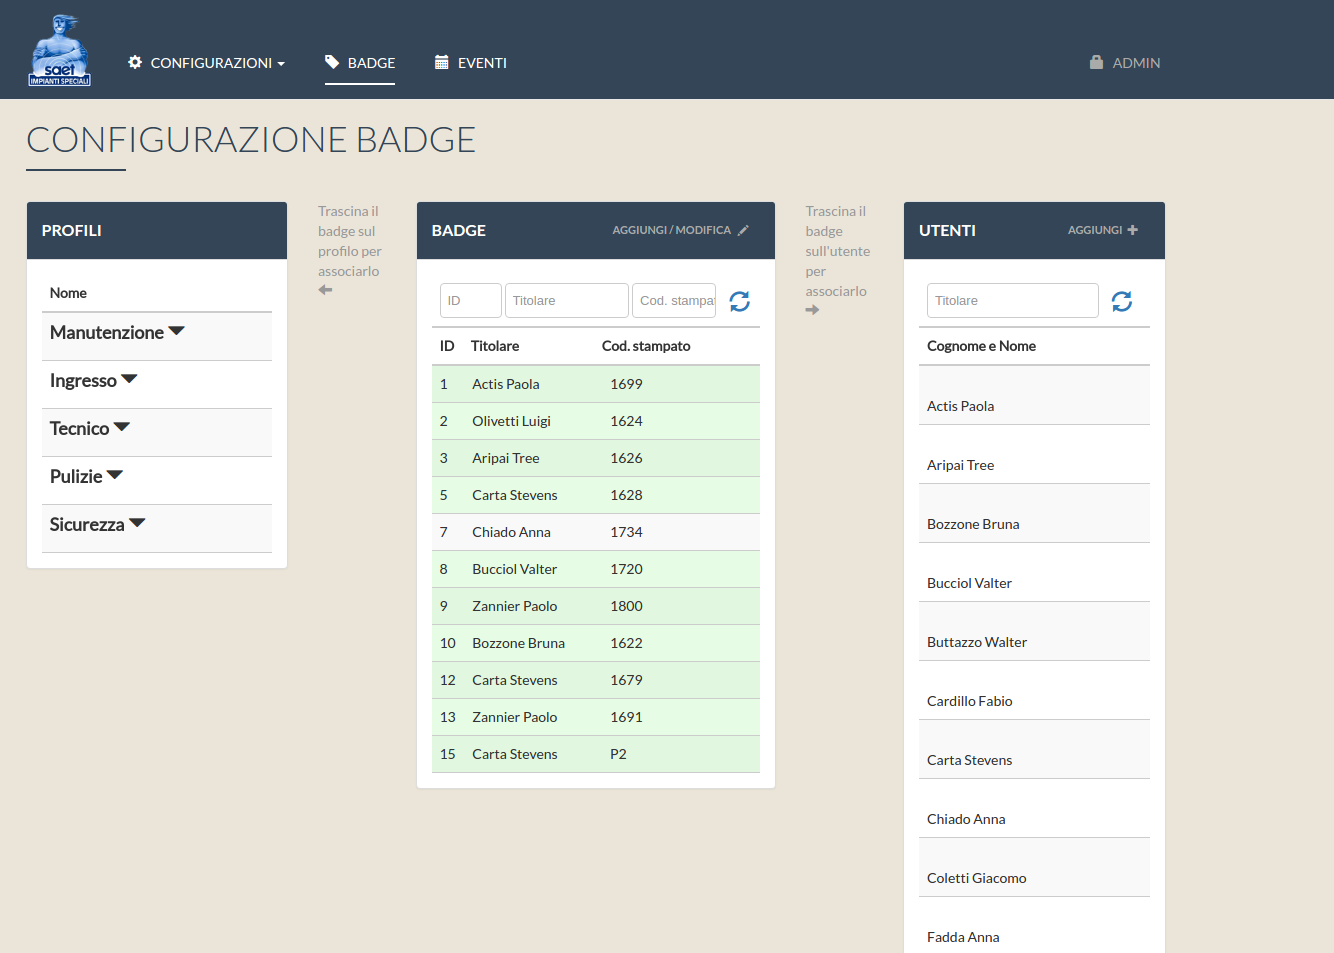 saet
IMPIANTI SPECIALI
CONFIGURAZIONI
BADGE
EVENTI
ADMIN
CONFIGURAZIONE BADGE
PROFILI
Nome
Manutenzione
Ingresso
Tecnico
Pulizie
Sicurezza
Trascina il
badge sul
profilo per
associarlo
BADGE
AGGIUNGI / MODIFICA
ID
Titolare
Cod. stampat
ID Titolare Cod. stampato
1 Actis Paola 1699
2 Olivetti Luigi 1624
3 Aripai Tree 1626
5 Carta Stevens 1628
7 Chiado Anna 1734
8 Bucciol Valter 1720
9 Zannier Paolo 1800
10 Bozzone Bruna 1622
12 Carta Stevens 1679
13 Zannier Paolo 1691
15 Carta Stevens P2
Trascina il
badge
sull'utente
per
associarlo
UTENTI
AGGIUNGI
Titolare
Cognome e Nome
Actis Paola
Aripai Tree
Bozzone Bruna
Bucciol Valter
Buttazzo Walter
Cardillo Fabio
Carta Stevens
Chiado Anna
Coletti Giacomo
Fadda Anna